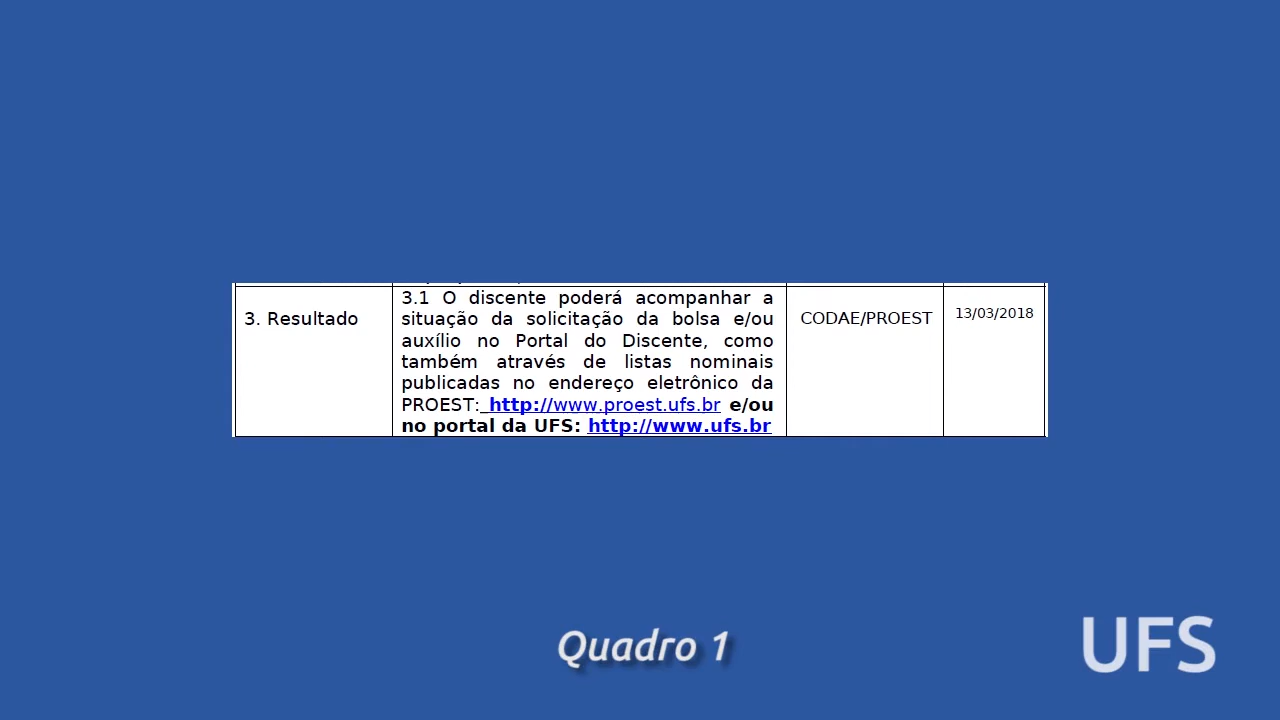 3. Resultado
3.1 O discente poderá acompanhar a
situação da solicitação da bolsa e/ou
auxílio no Portal do Discente, como
também através de listas nominais
publicadas no endereço eletrônico da
PROEST: http://www.proest.ufs.br e/ou
no portal da UFS: http://www.ufs.br
CODAE/PROEST
13/03/2018
Quadro 1
UFS